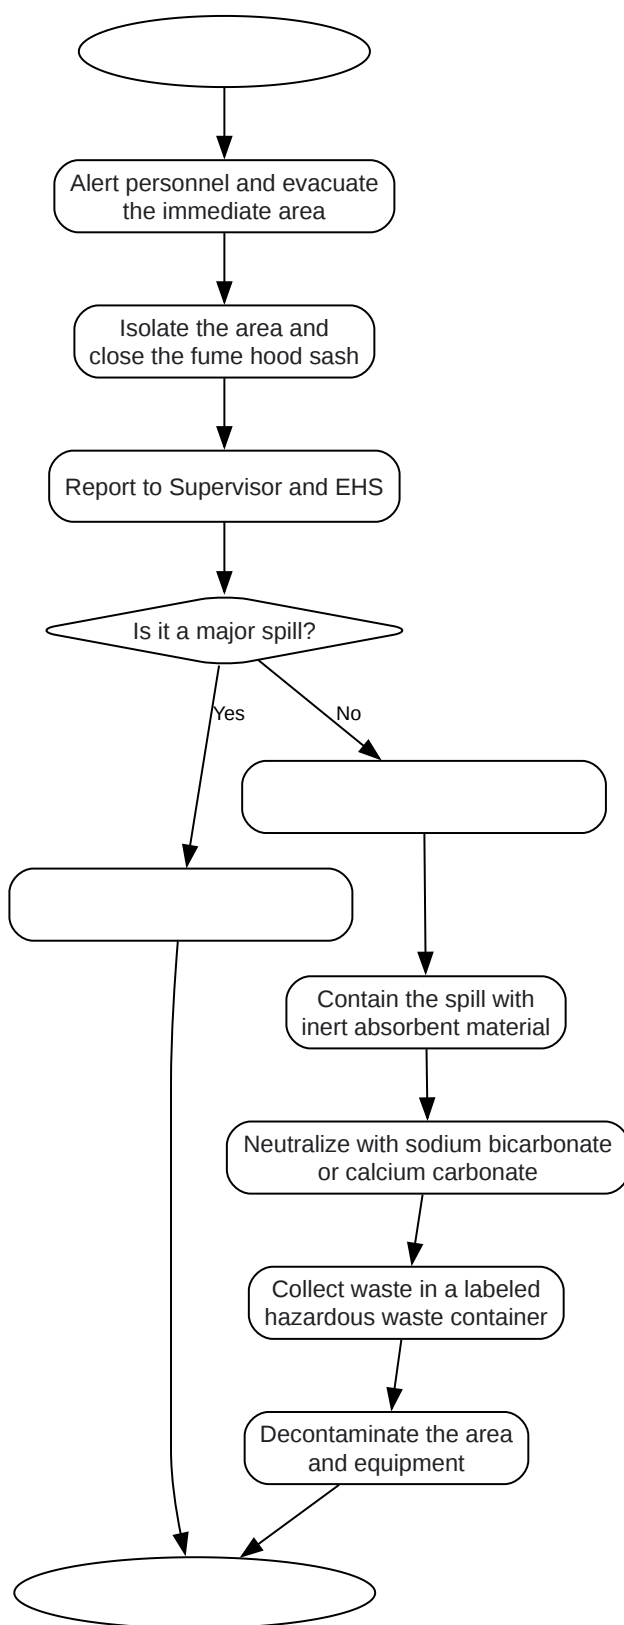 Alert personnel and evacuate
the immediate area
Isolate the area and
close the fume hood sash
Report to Supervisor and EHS
Is it a major spill?
Yes
No
Contain the spill with
inert absorbent material
Neutralize with sodium bicarbonate
or calcium carbonate
Collect waste in a labeled
hazardous waste container
Decontaminate the area
and equipment